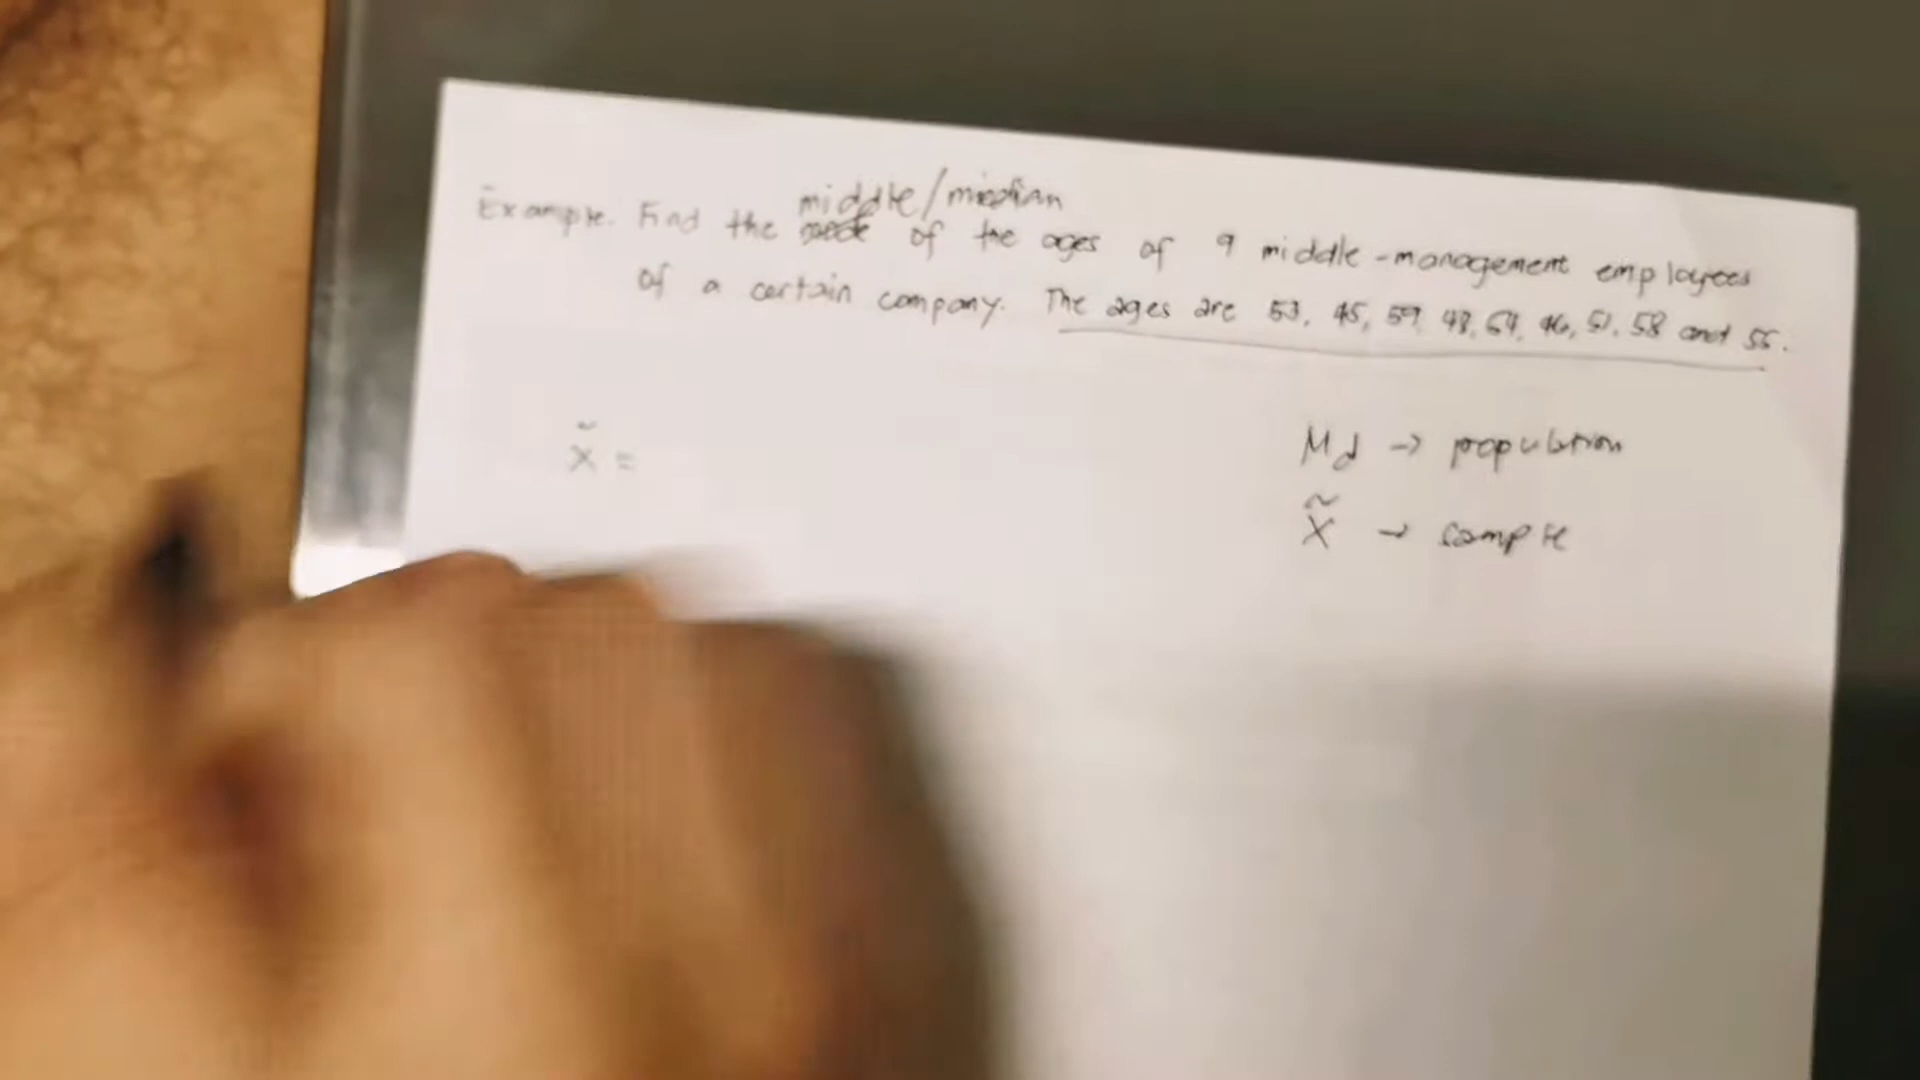 middle/median
Example. Find the mode of the ages of 9 middle-management employees
of a certain company. The ages are 53, 45, 59, 48, 54, 46, 51, 58 and 55.
Md → population
x̃ =
x̃ → sample